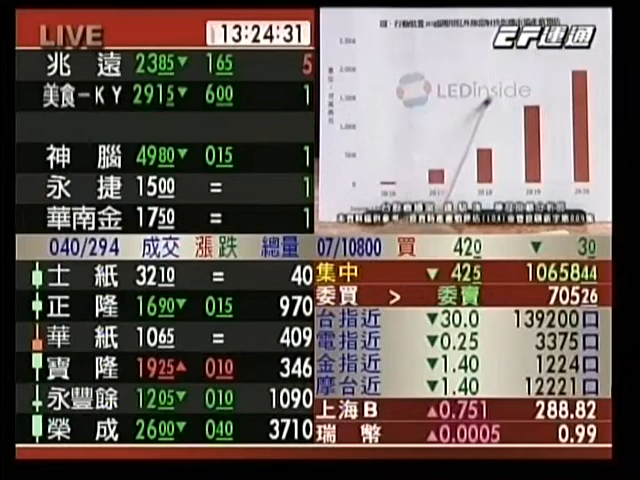 LIVE 13:24:31
兆遠 2385▼ 165 5
美食-KY 2915▼ 600 1
神腦 4980▼ 015 1
永捷 1500 = 1
華南金 1750 = 1
LEDinside
040/294 成交 漲跌 總量
士紙 3210 = 40
正隆 1690▼ 015 970
華紙 1065 = 409
寶隆 1925▲ 010 346
永豐餘 1205▼ 010 1090
榮成 2600▼ 040 3710
07/10800 買 420 ▼ 30
集中 ▼ 425 1065844
委買 > 委賣 70526
台指近 ▼30.0 139200口
電指近 ▼0.25 3375口
金指近 ▼1.40 1224口
摩台近 ▼1.40 12221口
上海B ▲0.751 288.82
瑞幣 ▲0.0005 0.99